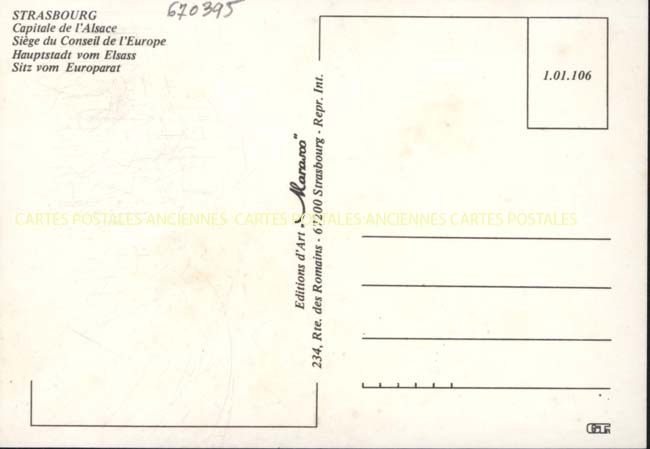 STRASBOURG
Capitale de l'Alsace
Siège du Conseil de l'Europe
Hauptstadt vom Elsass
Sitz vom Europarat
670395
1.01.106
Editions d'Art "Marasco"
234, Rte. des Romains - 67200 Strasbourg - Repr. Int.
CARTES POSTALES ANCIENNES CARTES POSTALES ANCIENNES CARTES POSTALES